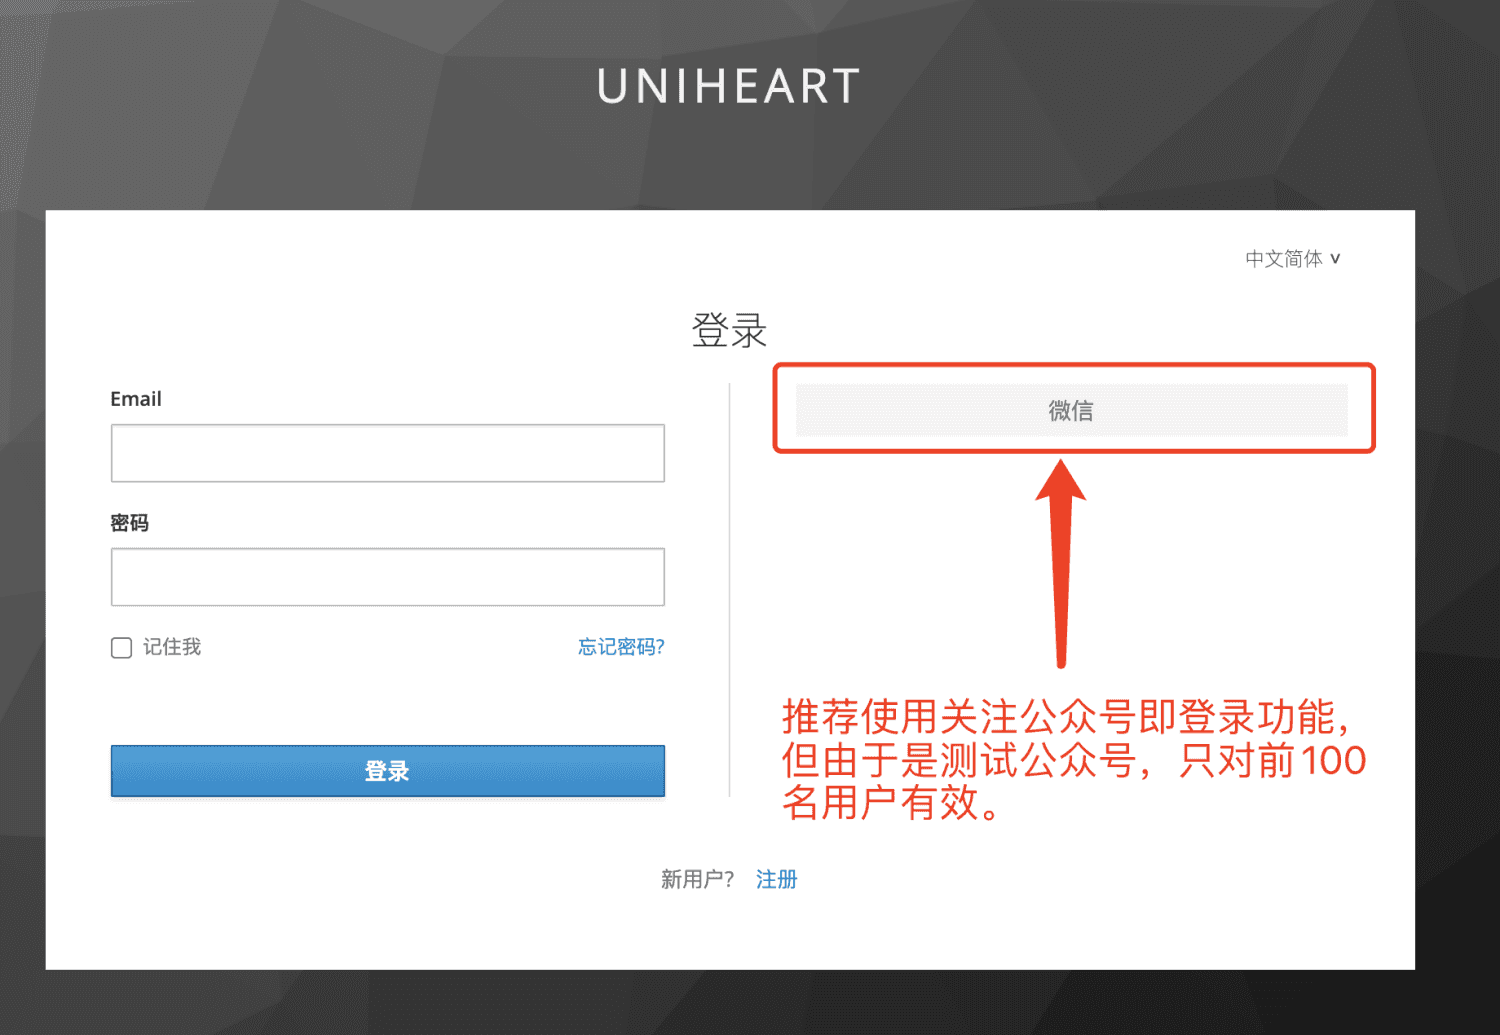 UNIHEART
中文简体 ∨
登录
Email
密码
记住我
忘记密码?
登录
微信
推荐使用关注公众号即登录功能，
但由于是测试公众号，只对前100
名用户有效。
新用户? 注册